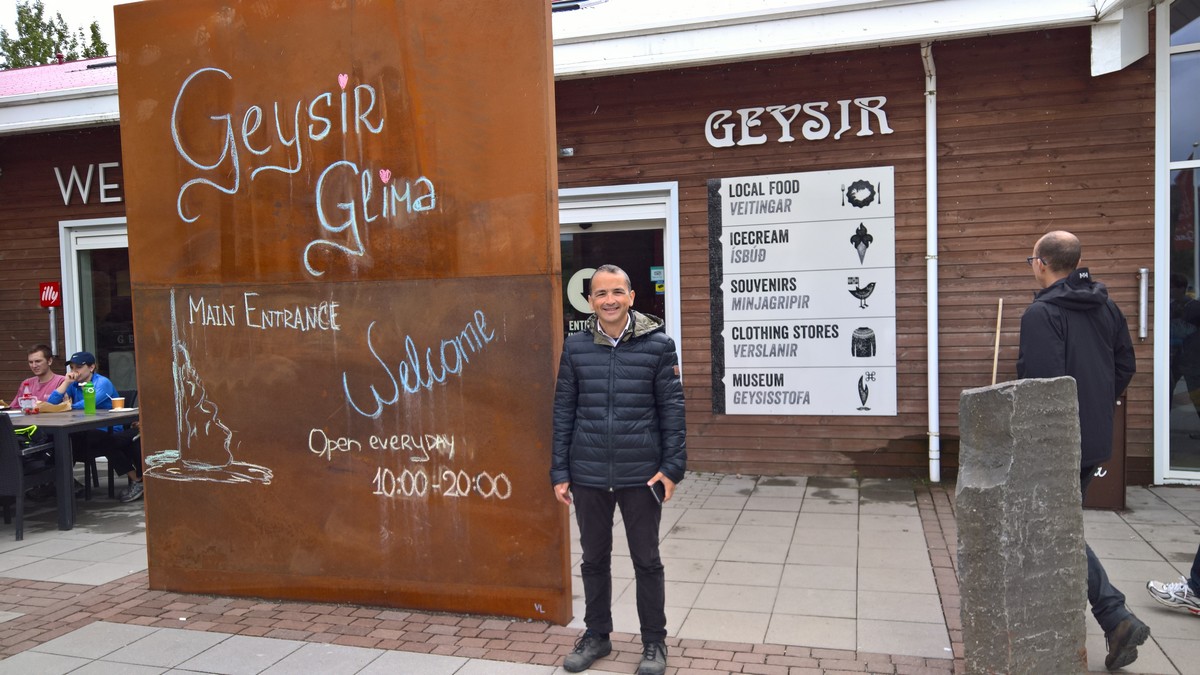 Geysir
Glima
Main Entrance
Welcome
Open everyday
10:00-20:00
VL
WE
illy
GEYSIR
LOCAL FOOD
VEITINGAR
ICECREAM
ÍSBÚÐ
SOUVENIRS
MINJAGRIPIR
CLOTHING STORES
VERSLANIR
MUSEUM
GEYSISSTOFA